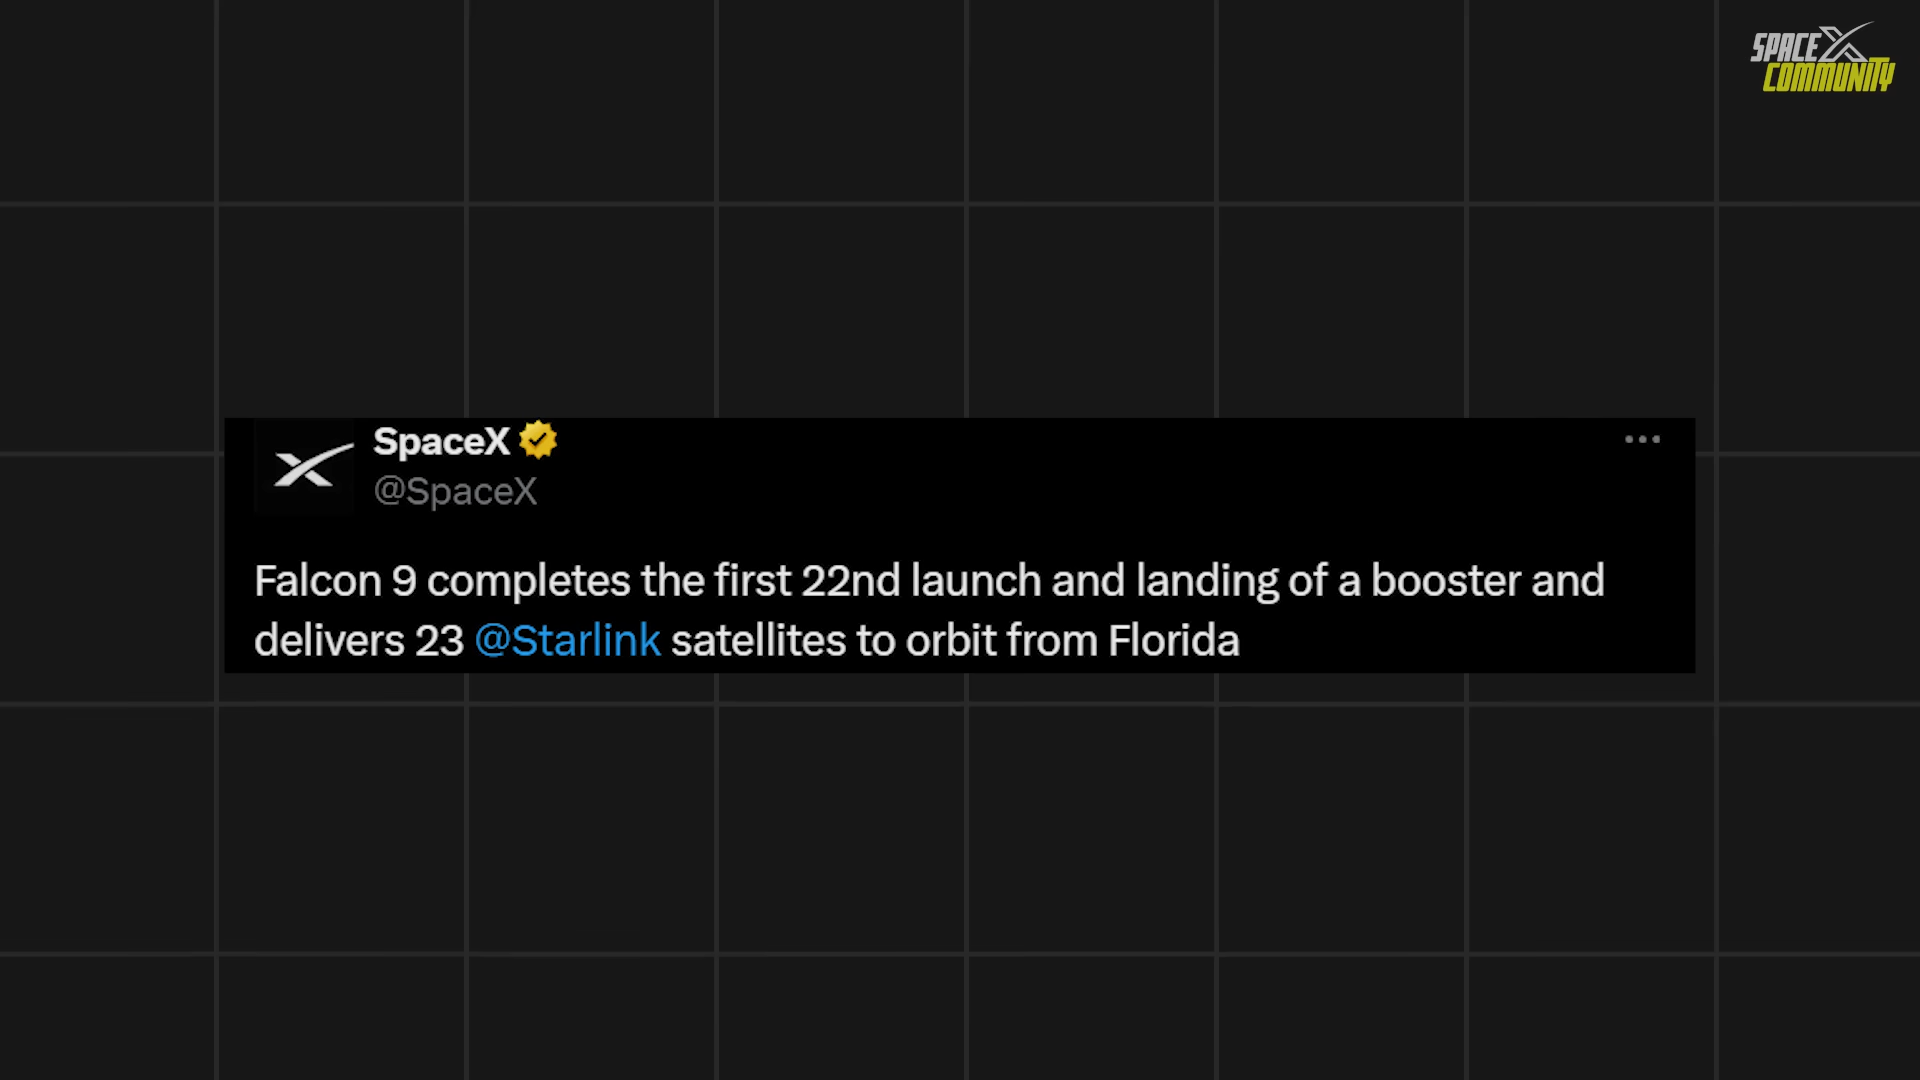 SPACEX
COMMUNITY
SpaceX
@SpaceX
Falcon 9 completes the first 22nd launch and landing of a booster and
delivers 23 @Starlink satellites to orbit from Florida